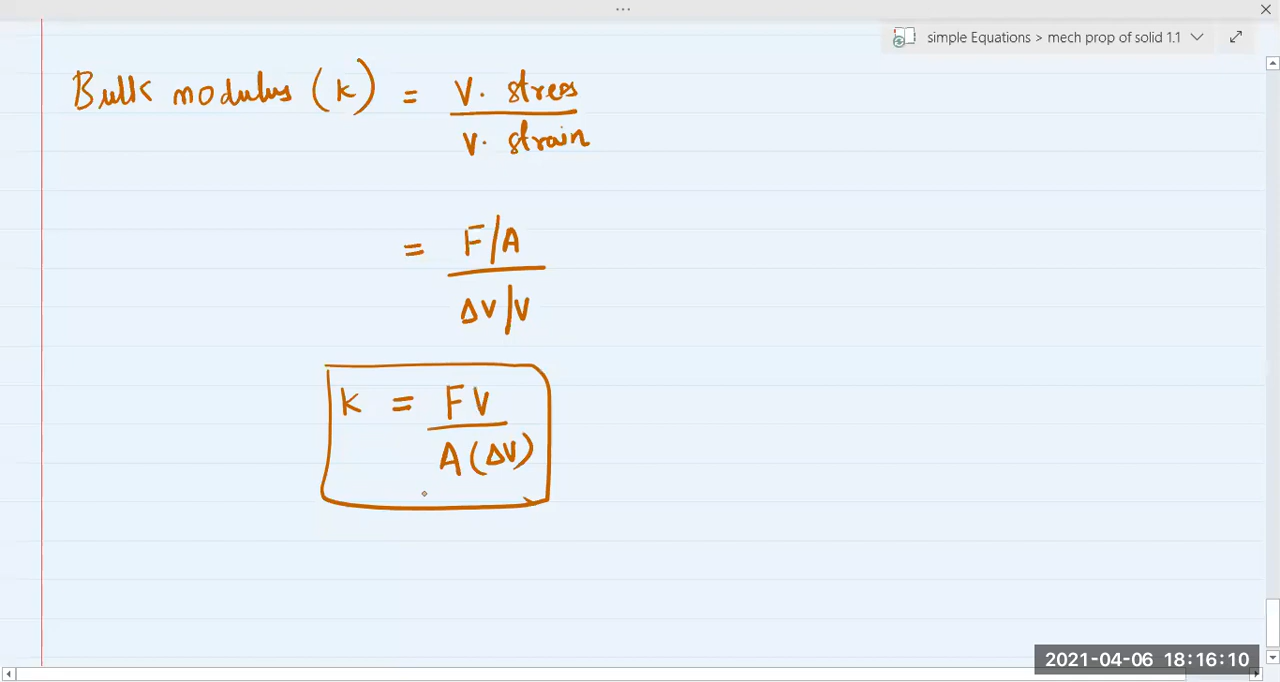 ...
simple Equations > mech prop of solid 1.1
Bulk modulus (k) = V. stress / V. strain
= F/A / ΔV/V
k = FV / A(ΔV)
2021-04-06 18:16:10